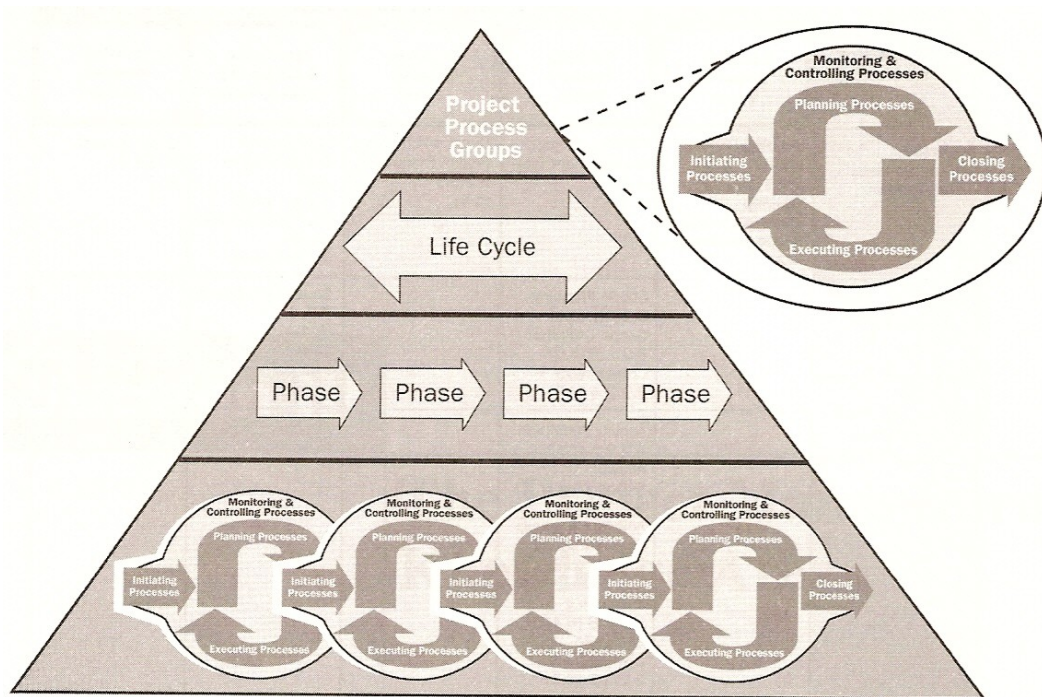 Project
Process
Groups
Monitoring &
Controlling Processes
Planning Processes
Initiating
Processes
Closing
Processes
Executing Processes
Life Cycle
Phase
Phase
Phase
Phase
Monitoring &
Controlling Processes
Planning Processes
Initiating
Processes
Executing Processes
Monitoring &
Controlling Processes
Planning Processes
Initiating
Processes
Executing Processes
Monitoring &
Controlling Processes
Planning Processes
Initiating
Processes
Executing Processes
Monitoring &
Controlling Processes
Planning Processes
Initiating
Processes
Closing
Processes
Executing Processes